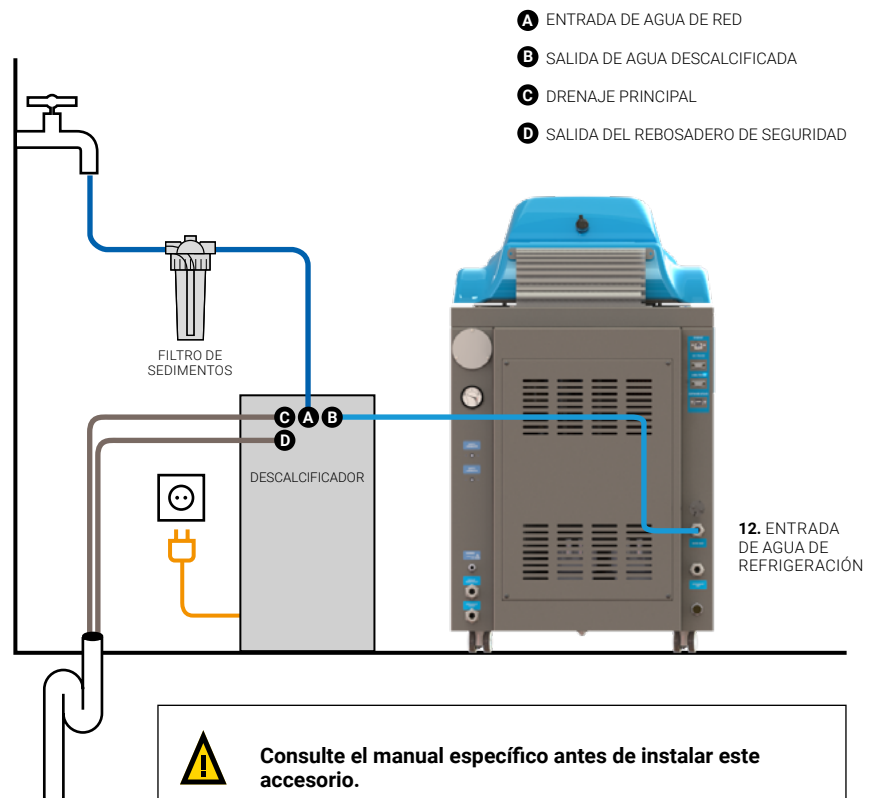 A ENTRADA DE AGUA DE RED
B SALIDA DE AGUA DESCALCIFICADA
C DRENAJE PRINCIPAL
D SALIDA DEL REBOSADERO DE SEGURIDAD
FILTRO DE
SEDIMENTOS
C A B
D
DESCALCIFICADOR
12. ENTRADA
DE AGUA DE
REFRIGERACIÓN
Consulte el manual específico antes de instalar este
accesorio.